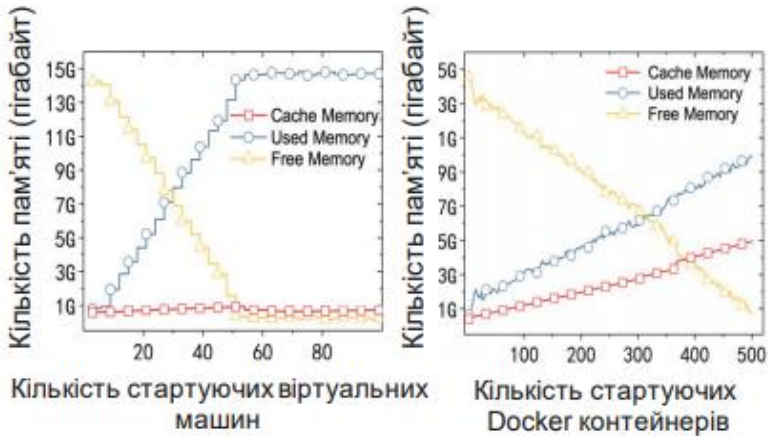 Кількість пам'яті (гігабайт)
15G
13G
11G
9G
7G
5G
3G
1G
Cache Memory
Used Memory
Free Memory
20
40
60
80
Кількість стартуючих віртуальних
машин
Кількість пам'яті (гігабайт)
5G
3G
1G
9G
7G
5G
3G
1G
Cache Memory
Used Memory
Free Memory
100
200
300
400
500
Кількість стартуючих
Docker контейнерів